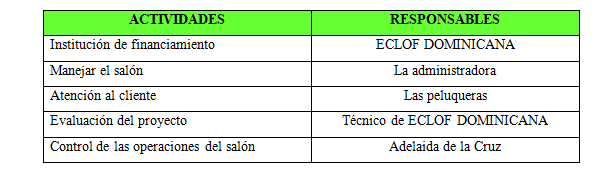 ACTIVIDADES RESPONSABLES
Institución de financiamiento ECLOF DOMINICANA
Manejar el salón La administradora
Atención al cliente Las peluqueras
Evaluación del proyecto Técnico de ECLOF DOMINICANA
Control de las operaciones del salón Adelaida de la Cruz